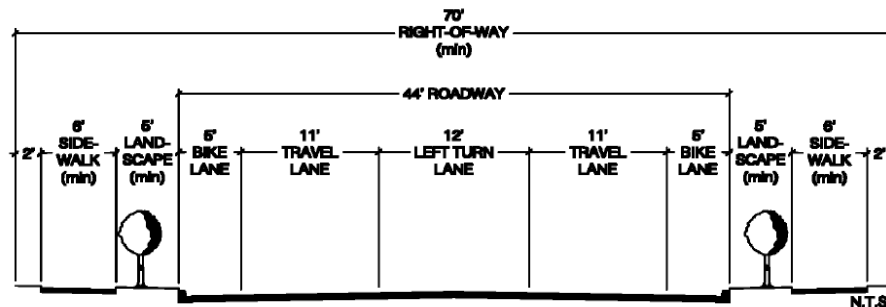 70'
RIGHT-OF-WAY
(min)
44' ROADWAY
2'
6'
SIDE-
WALK
(min)
5'
LAND-
SCAPE
(min)
5'
BIKE
LANE
11'
TRAVEL
LANE
12'
LEFT TURN
LANE
11'
TRAVEL
LANE
5'
BIKE
LANE
5'
LAND-
SCAPE
(min)
6'
SIDE-
WALK
(min)
2'
N.T.S